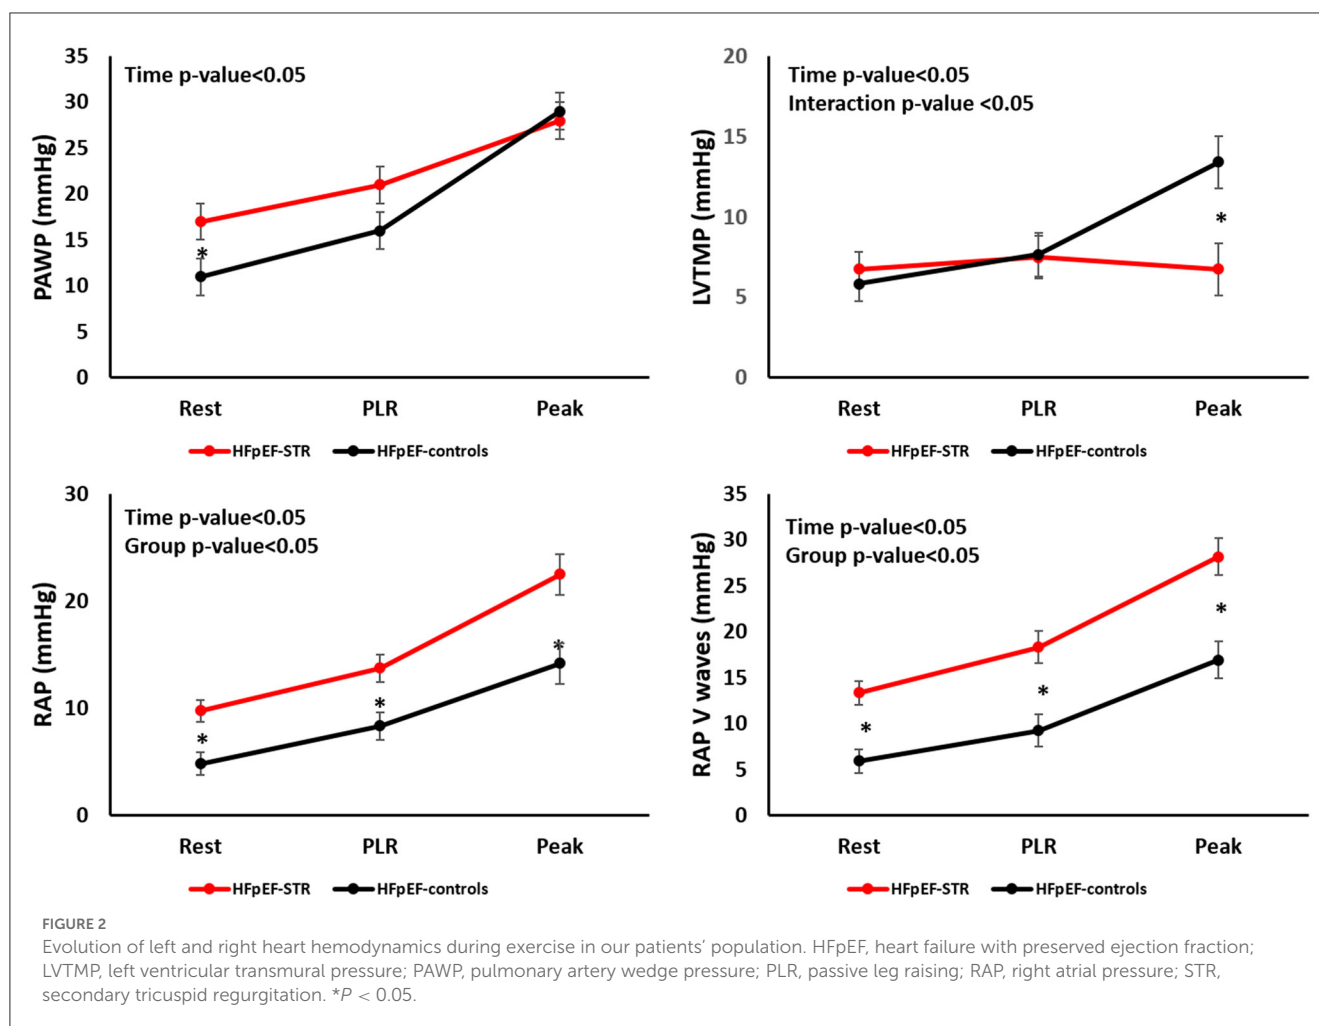 Time p-value<0.05
PAWP (mmHg)
35
30
25
20
15
10
5
0
*
Rest PLR Peak
HFpEF-STR HFpEF-controls
Time p-value<0.05
Interaction p-value <0.05
LVTMP (mmHg)
20
15
10
5
0
*
Rest PLR Peak
HFpEF-STR HFpEF-controls
Time p-value<0.05
Group p-value<0.05
RAP (mmHg)
30
20
10
0
* * *
Rest PLR Peak
HFpEF-STR HFpEF-controls
Time p-value<0.05
Group p-value<0.05
RAP V waves (mmHg)
35
30
25
20
15
10
5
0
* * *
Rest PLR Peak
HFpEF-STR HFpEF-controls
FIGURE 2
Evolution of left and right heart hemodynamics during exercise in our patients' population. HFpEF, heart failure with preserved ejection fraction;
LVTMP, left ventricular transmural pressure; PAWP, pulmonary artery wedge pressure; PLR, passive leg raising; RAP, right atrial pressure; STR,
secondary tricuspid regurgitation. *P < 0.05.